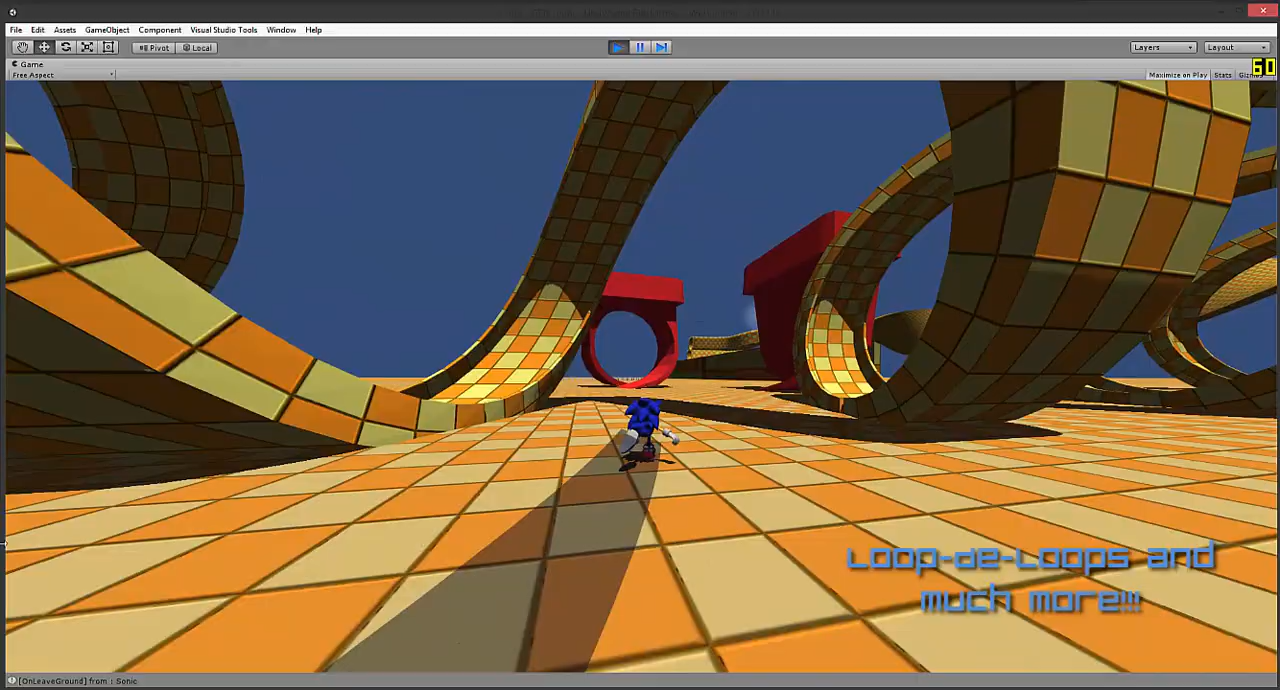 File Edit Assets GameObject Component Visual Studio Tools Window Help
Pivot Local Layers Layout
Game
Free Aspect Maximize on Play Stats
60
Loop-de-Loops and
much more!!!
[OnLeaveGround] from : Sonic